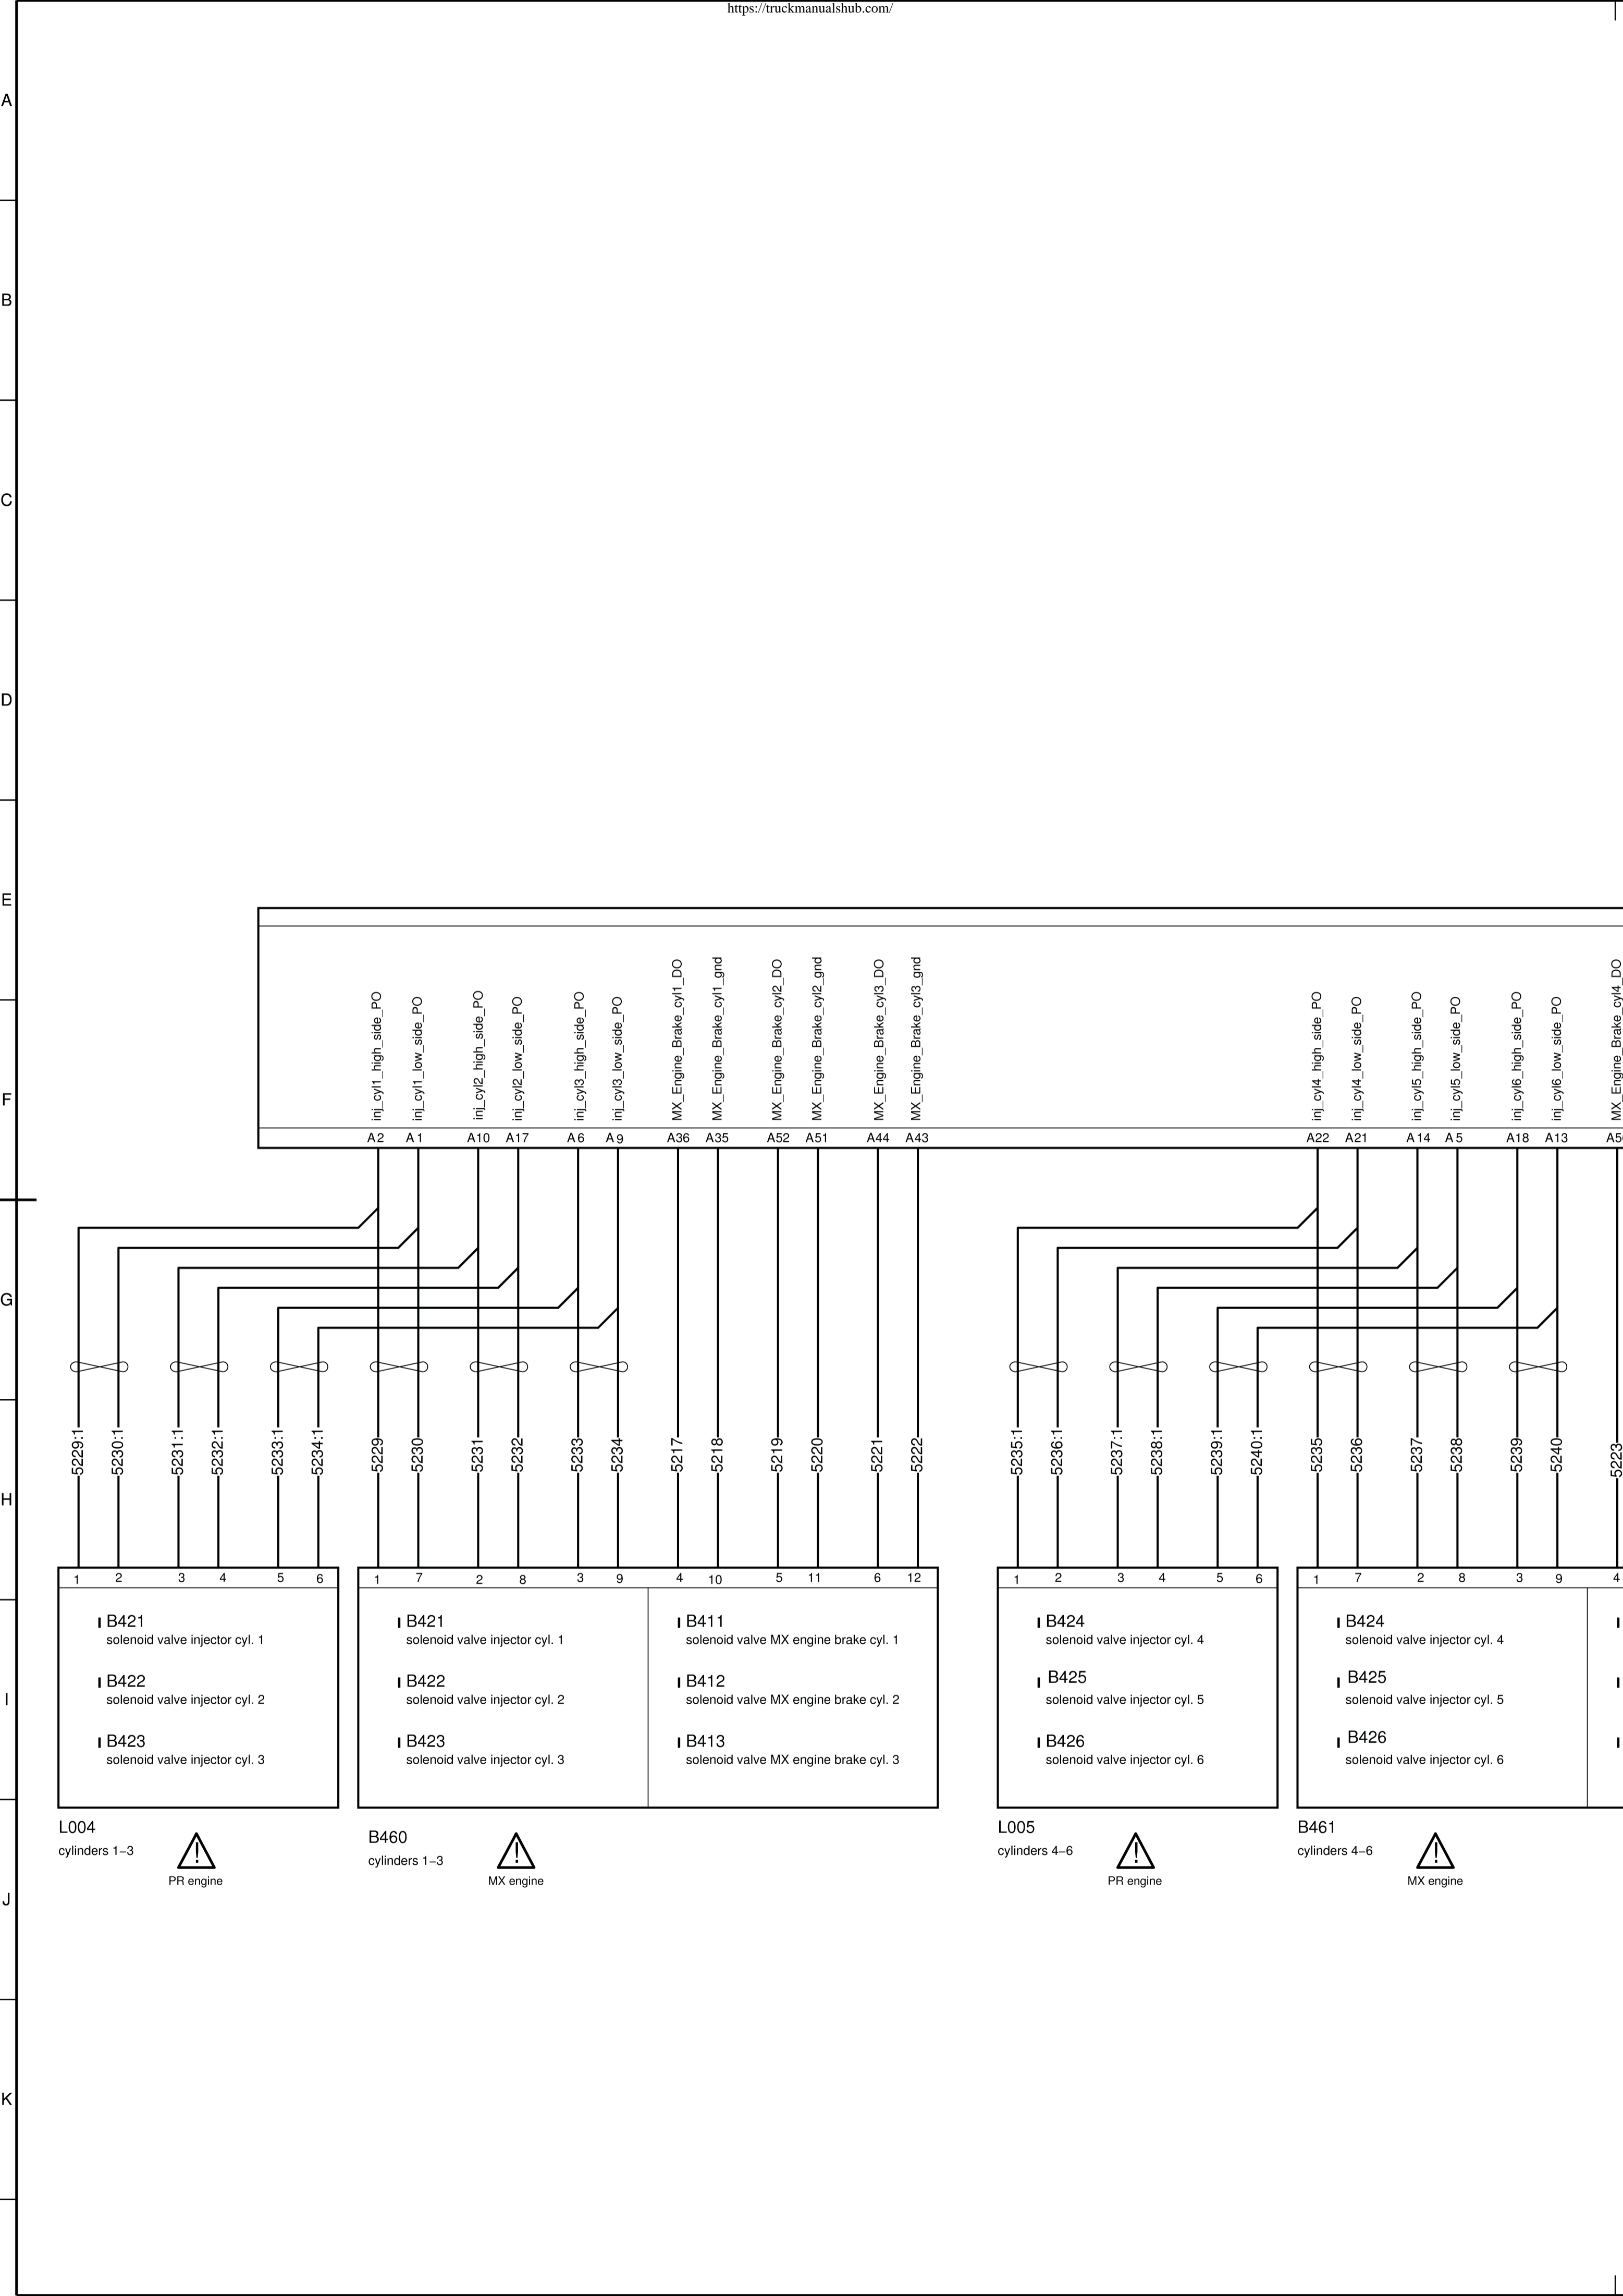 https://truckmanualshub.com/
A
B
C
D
E
F
G
H
I
J
K
inj_cyl1_high_side_PO
inj_cyl1_low_side_PO
inj_cyl2_high_side_PO
inj_cyl2_low_side_PO
inj_cyl3_high_side_PO
inj_cyl3_low_side_PO
MX_Engine_Brake_cyl1_DO
MX_Engine_Brake_cyl1_gnd
MX_Engine_Brake_cyl2_DO
MX_Engine_Brake_cyl2_gnd
MX_Engine_Brake_cyl3_DO
MX_Engine_Brake_cyl3_gnd
inj_cyl4_high_side_PO
inj_cyl4_low_side_PO
inj_cyl5_high_side_PO
inj_cyl5_low_side_PO
inj_cyl6_high_side_PO
inj_cyl6_low_side_PO
MX_Engine_Brake_cyl4_DO
A2 A1 A10 A17 A6 A9 A36 A35 A52 A51 A44 A43 A22 A21 A14 A5 A18 A13
5229:1 5230:1 5231:1 5232:1 5233:1 5234:1 5229 5230 5231 5232 5233 5234 5217 5218 5219 5220 5221 5222 5235:1 5236:1 5237:1 5238:1 5239:1 5240:1 5235 5236 5237 5238 5239 5240 5223
1 2 3 4 5 6
1 7 2 8 3 9 4 10 5 11 6 12
1 2 3 4 5 6
1 7 2 8 3 9 4
B421
solenoid valve injector cyl. 1
B422
solenoid valve injector cyl. 2
B423
solenoid valve injector cyl. 3
L004
cylinders 1–3
PR engine
B421
solenoid valve injector cyl. 1
B422
solenoid valve injector cyl. 2
B423
solenoid valve injector cyl. 3
B411
solenoid valve MX engine brake cyl. 1
B412
solenoid valve MX engine brake cyl. 2
B413
solenoid valve MX engine brake cyl. 3
B460
cylinders 1–3
MX engine
B424
solenoid valve injector cyl. 4
B425
solenoid valve injector cyl. 5
B426
solenoid valve injector cyl. 6
L005
cylinders 4–6
PR engine
B424
solenoid valve injector cyl. 4
B425
solenoid valve injector cyl. 5
B426
solenoid valve injector cyl. 6
B461
cylinders 4–6
MX engine